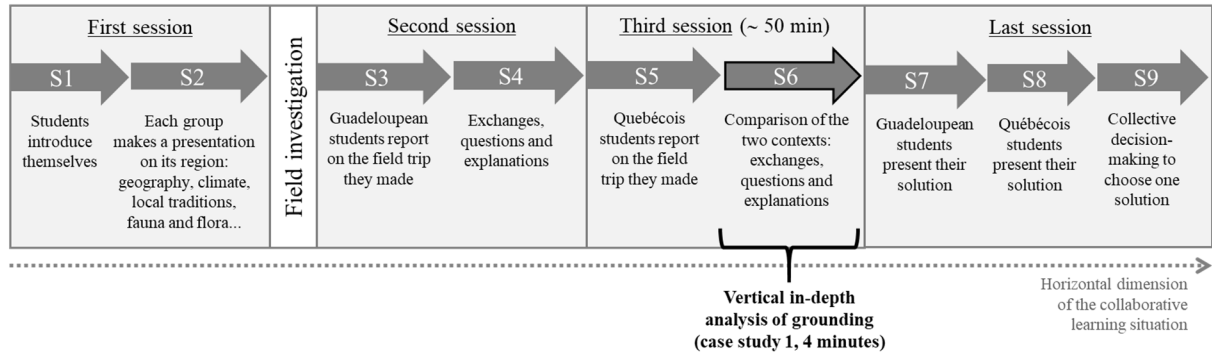 First session
S1
Students
introduce
themselves
S2
Each group
makes a presentation
on its region:
geography, climate,
local traditions,
fauna and flora...
Field investigation
Second session
S3
Guadeloupean
students report
on the field trip
they made
S4
Exchanges,
questions and
explanations
Third session (~ 50 min)
S5
Quebécois
students report
on the field
trip they made
S6
Comparison of the
two contexts:
exchanges,
questions and
explanations
Last session
S7
Guadeloupean
students
present their
solution
S8
Québécois
students
present their
solution
S9
Collective
decision-
making to
choose one
solution
Vertical in-depth
analysis of grounding
(case study 1, 4 minutes)
Horizontal dimension
of the collaborative
learning situation